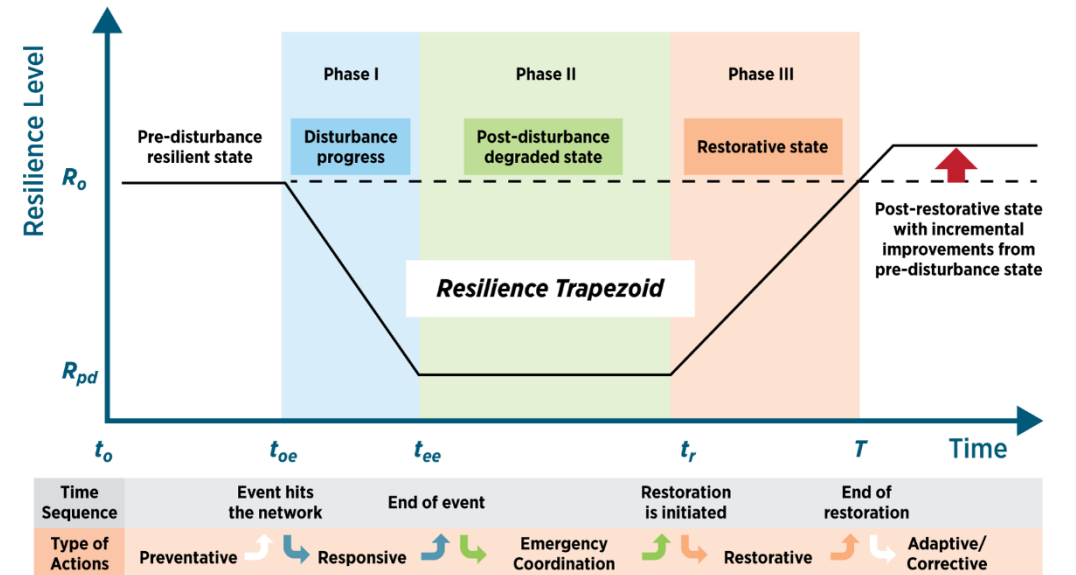 Resilience Level
Phase I
Phase II
Phase III
Pre-disturbance
resilient state
Disturbance
progress
Post-disturbance
degraded state
Restorative state
Ro
Post-restorative state
with incremental
improvements from
pre-disturbance state
Resilience Trapezoid
Rpd
to
toe
tee
tr
T
Time
Time
Sequence
Event hits
the network
End of event
Restoration
is initiated
End of
restoration
Type of
Actions
Preventative
Responsive
Emergency
Coordination
Restorative
Adaptive/
Corrective